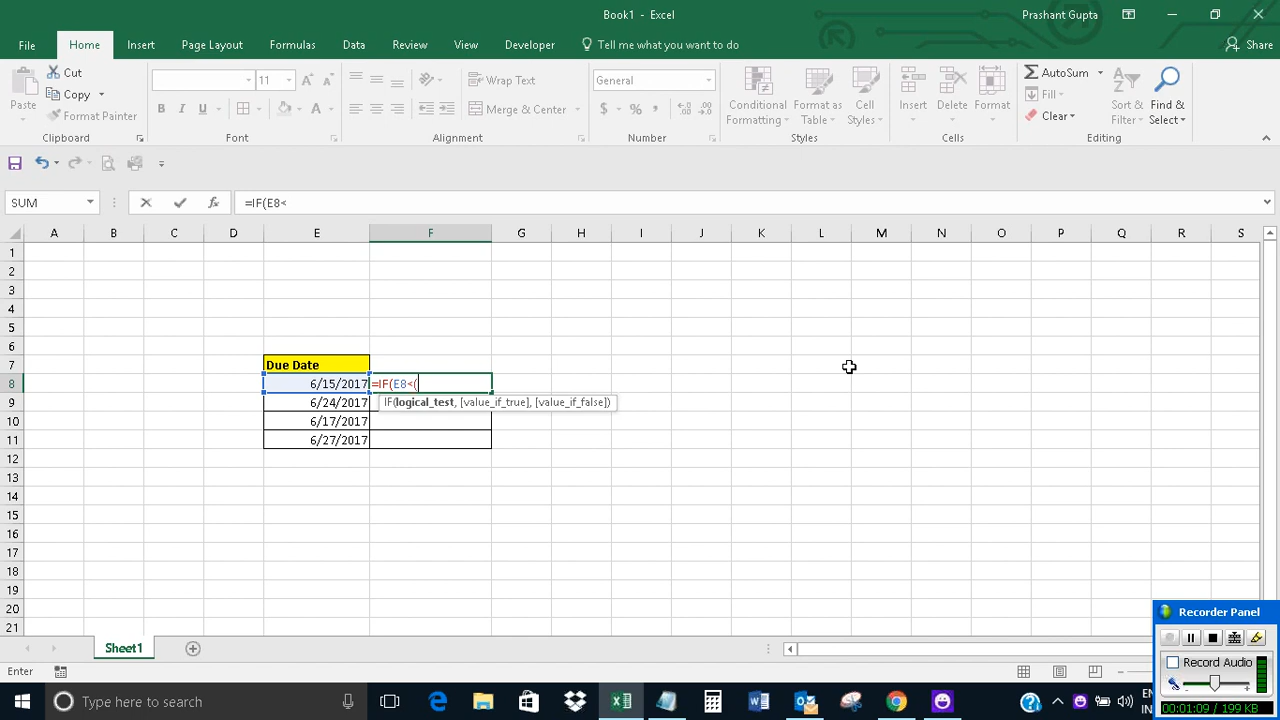 Book1 - Excel
Prashant Gupta
File Home Insert Page Layout Formulas Data Review View Developer Tell me what you want to do Share
Paste
Cut
Copy
Format Painter
11
A A
B I U A
Wrap Text
Merge & Center
General
$ % ,
Conditional Formatting
Format as Table
Cell Styles
Insert Delete Format
AutoSum
Fill
Clear
Sort & Filter
Find & Select
Clipboard Font Alignment Number Styles Cells Editing
SUM fx =IF(E8<
A B C D E F G H I J K L M N O P Q R S
1
2
3
4
5
6
7 Due Date
8 6/15/2017 =IF(E8<(
9 6/24/2017 IF(logical_test, [value_if_true], [value_if_false])
10 6/17/2017
11 6/27/2017
12
13
14
15
16
17
18
19
20
21
Sheet1
Enter
Recorder Panel
Record Audio
00:01:09 / 199 KB
Type here to search